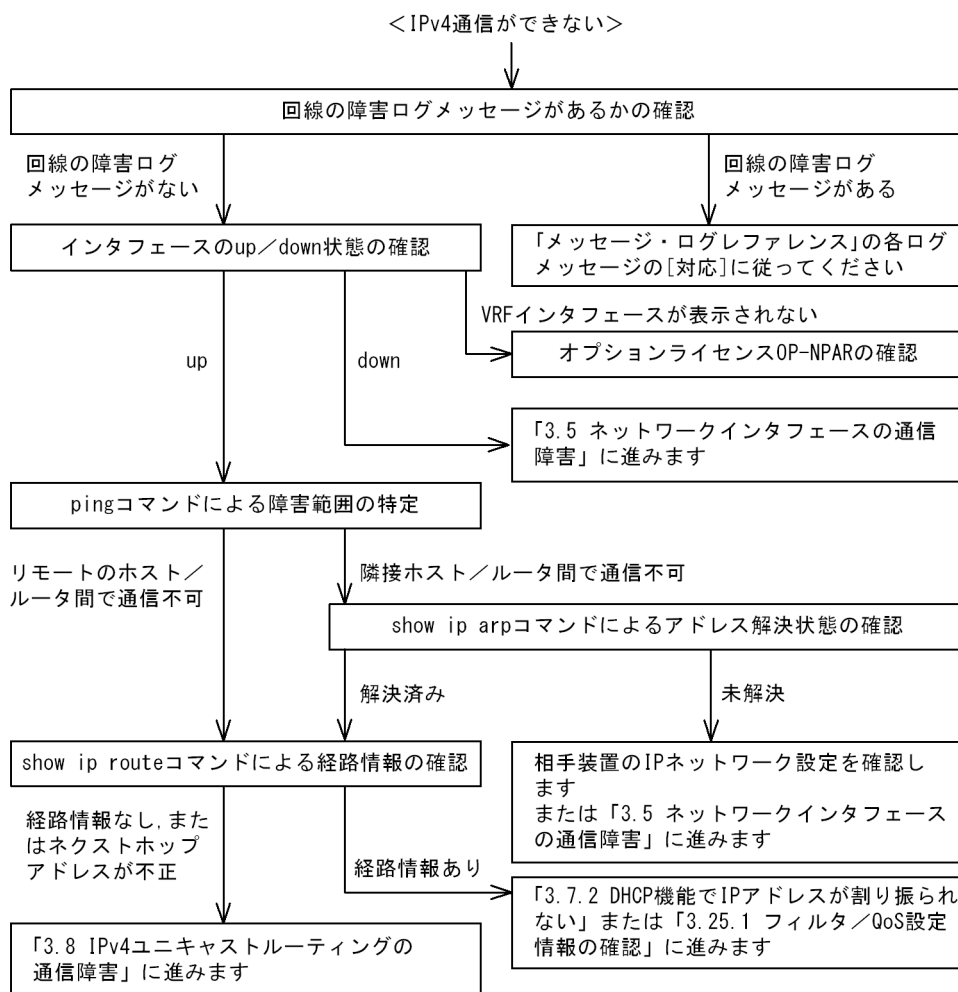 ＜IPv4通信ができない＞
回線の障害ログメッセージがあるかの確認
回線の障害ログ
メッセージがない
回線の障害ログ
メッセージがある
インタフェースのup／down状態の確認
「メッセージ・ログレファレンス」の各ログ
メッセージの[対応]に従ってください
VRFインタフェースが表示されない
up
down
オプションライセンスOP-NPARの確認
「3.5 ネットワークインタフェースの通信
障害」に進みます
pingコマンドによる障害範囲の特定
リモートのホスト／
ルータ間で通信不可
隣接ホスト／ルータ間で通信不可
show ip arpコマンドによるアドレス解決状態の確認
解決済み
未解決
show ip routeコマンドによる経路情報の確認
相手装置のIPネットワーク設定を確認し
ます
または「3.5 ネットワークインタフェース
の通信障害」に進みます
経路情報なし,また
はネクストホップ
アドレスが不正
経路情報あり
「3.7.2 DHCP機能でIPアドレスが割り振られ
ない」または「3.25.1 フィルタ／QoS設定
情報の確認」に進みます
「3.8 IPv4ユニキャストルーティングの
通信障害」に進みます